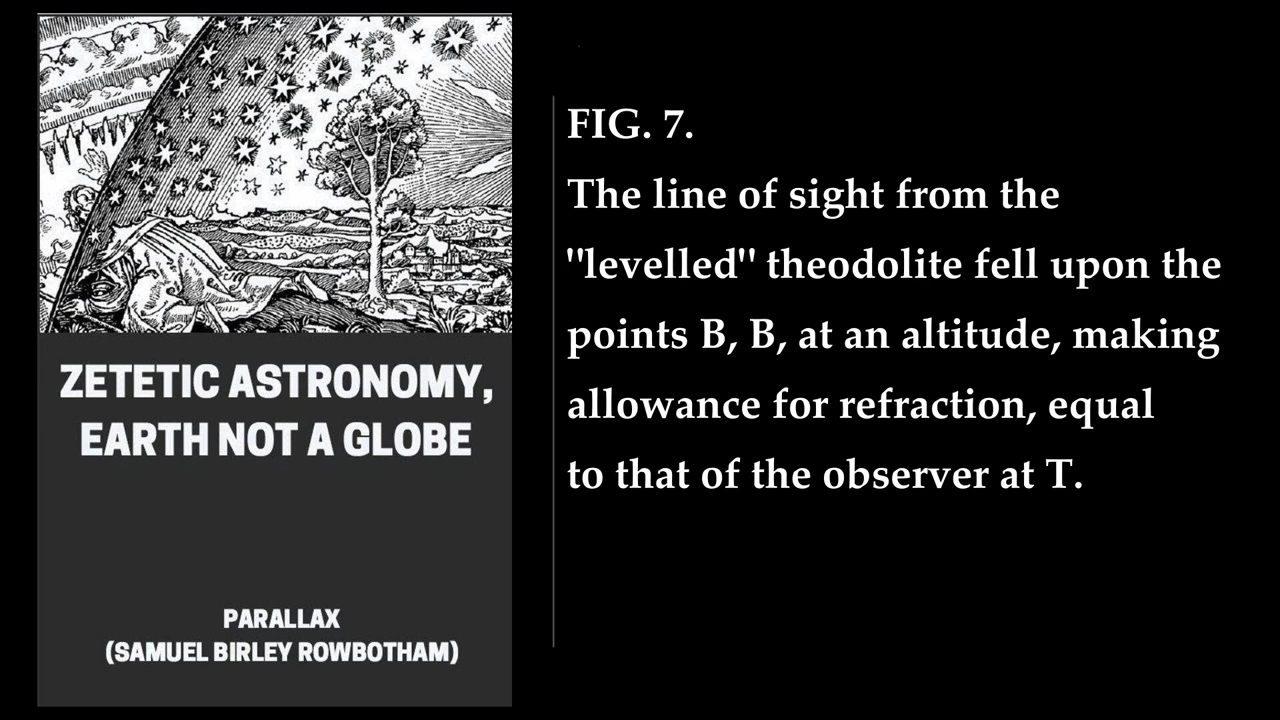 ZETETIC ASTRONOMY,
EARTH NOT A GLOBE
PARALLAX
(SAMUEL BIRLEY ROWBOTHAM)
FIG. 7.
The line of sight from the
"levelled" theodolite fell upon the
points B, B, at an altitude, making
allowance for refraction, equal
to that of the observer at T.